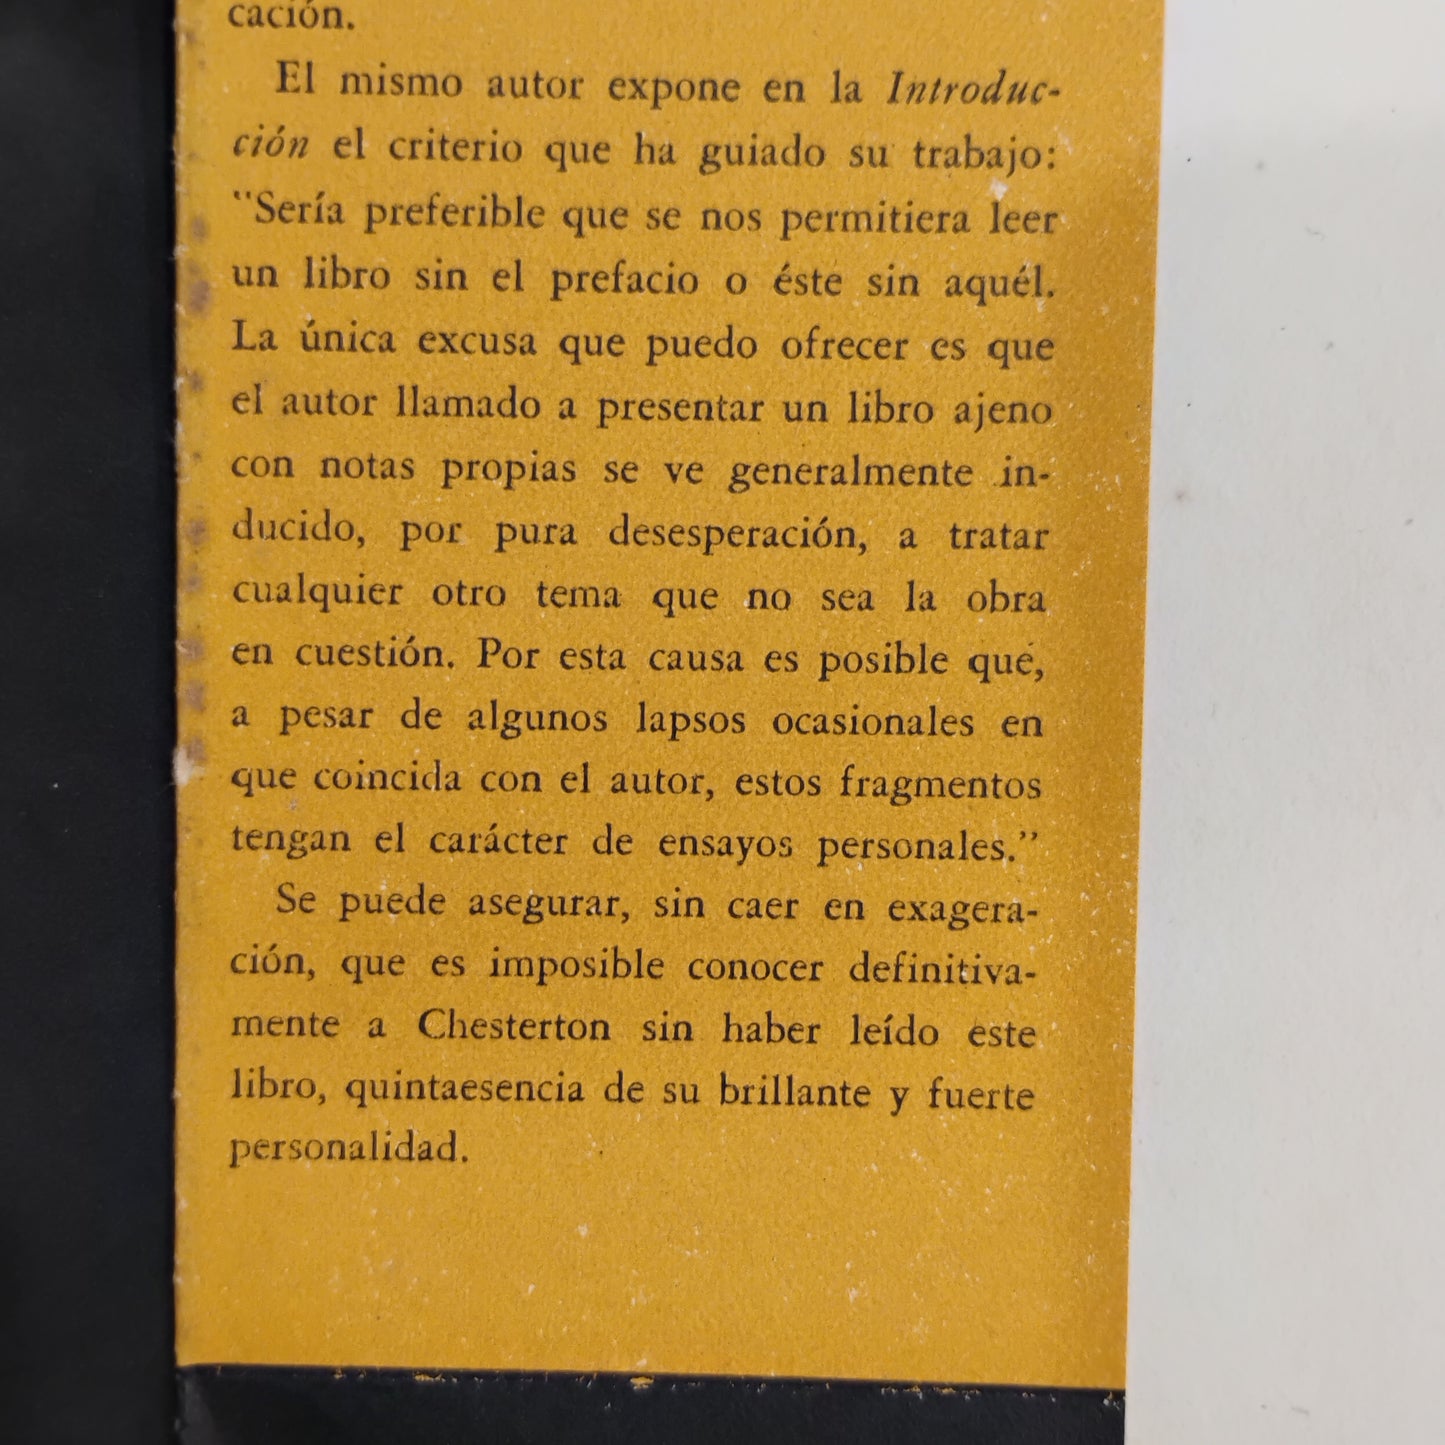 cación.
El mismo autor expone en la Introduc-
ción el criterio que ha guiado su trabajo:
"Sería preferible que se nos permitiera leer
un libro sin el prefacio o éste sin aquél.
La única excusa que puedo ofrecer es que
el autor llamado a presentar un libro ajeno
con notas propias se ve generalmente in-
ducido, por pura desesperación, a tratar
cualquier otro tema que no sea la obra
en cuestión. Por esta causa es posible que,
a pesar de algunos lapsos ocasionales en
que coincida con el autor, estos fragmentos
tengan el carácter de ensayos personales."
Se puede asegurar, sin caer en exagera-
ción, que es imposible conocer definitiva-
mente a Chesterton sin haber leído este
libro, quintaesencia de su brillante y fuerte
personalidad.